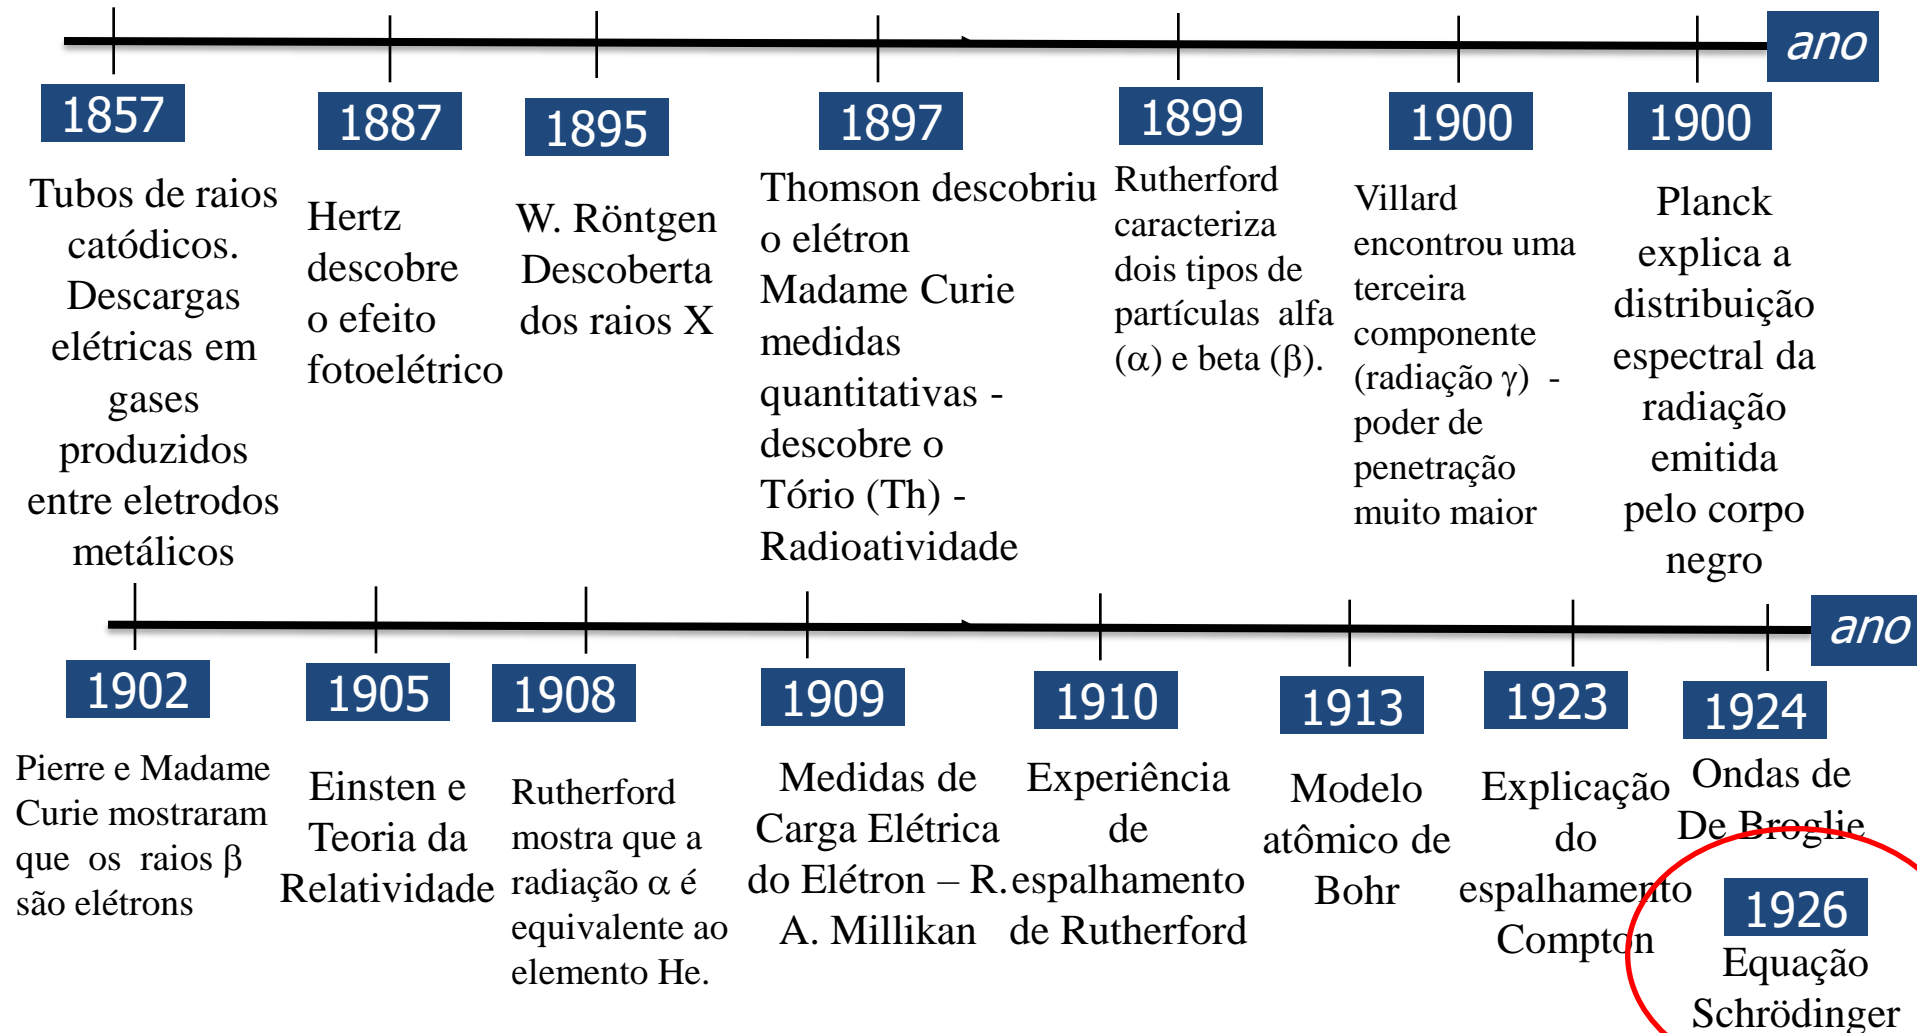 ano
1857
Tubos de raios
catódicos.
Descargas
elétricas em
gases
produzidos
entre eletrodos
metálicos
1887
Hertz
descobre
o efeito
fotoelétrico
1895
W. Röntgen
Descoberta
dos raios X
1897
Thomson descobriu
o elétron
Madame Curie
medidas
quantitativas -
descobre o
Tório (Th) -
Radioatividade
1899
Rutherford
caracteriza
dois tipos de
partículas alfa
(α) e beta (β).
1900
Villard
encontrou uma
terceira
componente
(radiação γ) -
poder de
penetração
muito maior
1900
Planck
explica a
distribuição
espectral da
radiação
emitida
pelo corpo
negro
ano
1902
Pierre e Madame
Curie mostraram
que os raios β
são elétrons
1905
Einsten e
Teoria da
Relatividade
1908
Rutherford
mostra que a
radiação α é
equivalente ao
elemento He.
1909
Medidas de
Carga Elétrica
do Elétron – R.
A. Millikan
1910
Experiência
de
espalhamento
de Rutherford
1913
Modelo
atômico de
Bohr
1923
Explicação
do
espalhamento
Compton
1924
Ondas de
De Broglie
1926
Equação
Schrödinger